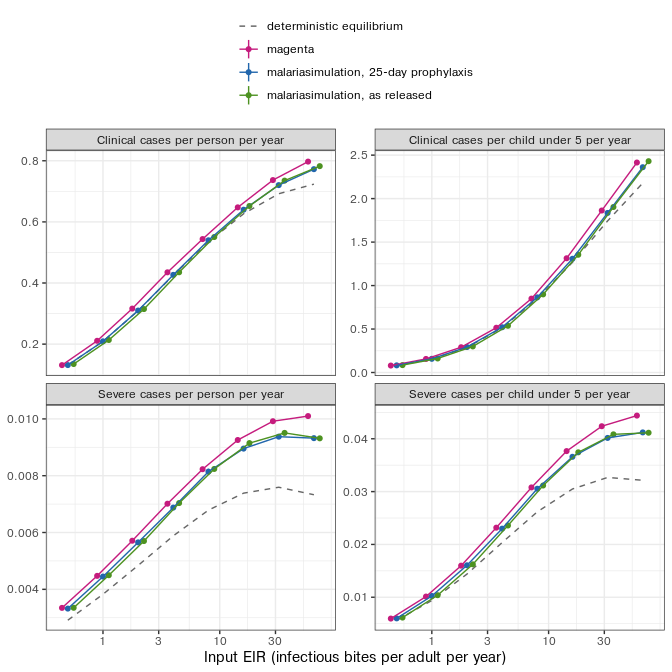 deterministic equilibrium
magenta
malariasimulation, 25-day prophylaxis
malariasimulation, as released
Clinical cases per person per year
Clinical cases per child under 5 per year
0.8
0.6
0.4
0.2
2.5
2.0
1.5
1.0
0.5
0.0
Severe cases per person per year
Severe cases per child under 5 per year
0.010
0.008
0.006
0.004
0.04
0.03
0.02
0.01
1 3 10 30
1 3 10 30
Input EIR (infectious bites per adult per year)